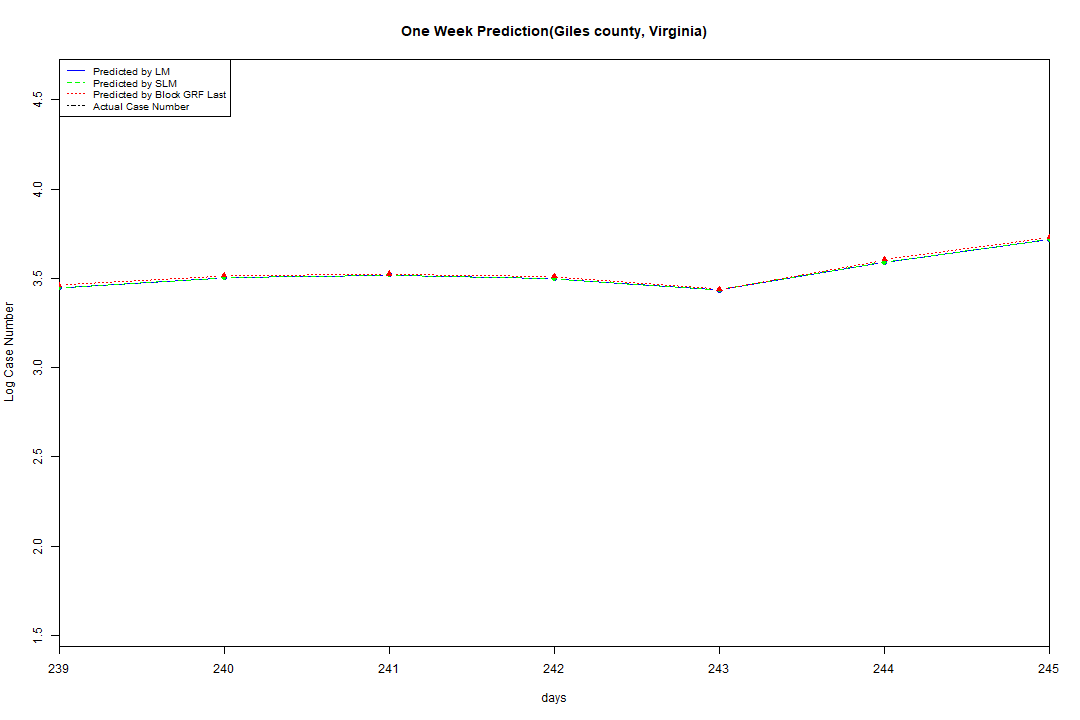 One Week Prediction(Giles county, Virginia)
Predicted by LM
Predicted by SLM
Predicted by Block GRF Last
Actual Case Number
4.5
4.0
3.5
3.0
2.5
2.0
1.5
Log Case Number
239 240 241 242 243 244 245
days